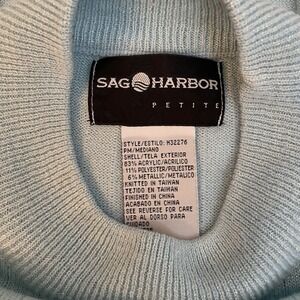 SAG HARBOR
PETITE
STYLE/ESTILO: M32276
PM/MEDIANO
SHELL/TELA EXTERIOR
83% ACRYLIC/ACRILICO
11% POLYESTER/POLIESTER
6% METALLIC/METALICO
KNITTED IN TAIWAN
TEJIDO EN TAIWAN
FINISHED IN CHINA
ACABADO EN CHINA
SEE REVERSE FOR CARE
VER AL DORSO PARA
CUIDADO